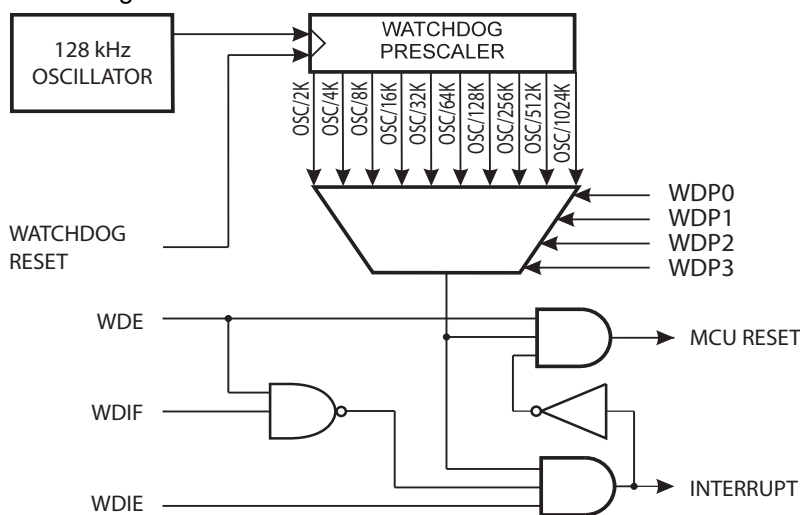 128 kHz
OSCILLATOR
WATCHDOG
PRESCALER
OSC/2K
OSC/4K
OSC/8K
OSC/16K
OSC/32K
OSC/64K
OSC/128K
OSC/256K
OSC/512K
OSC/1024K
WDP0
WDP1
WDP2
WDP3
WATCHDOG
RESET
WDE
MCU RESET
WDIF
INTERRUPT
WDIE